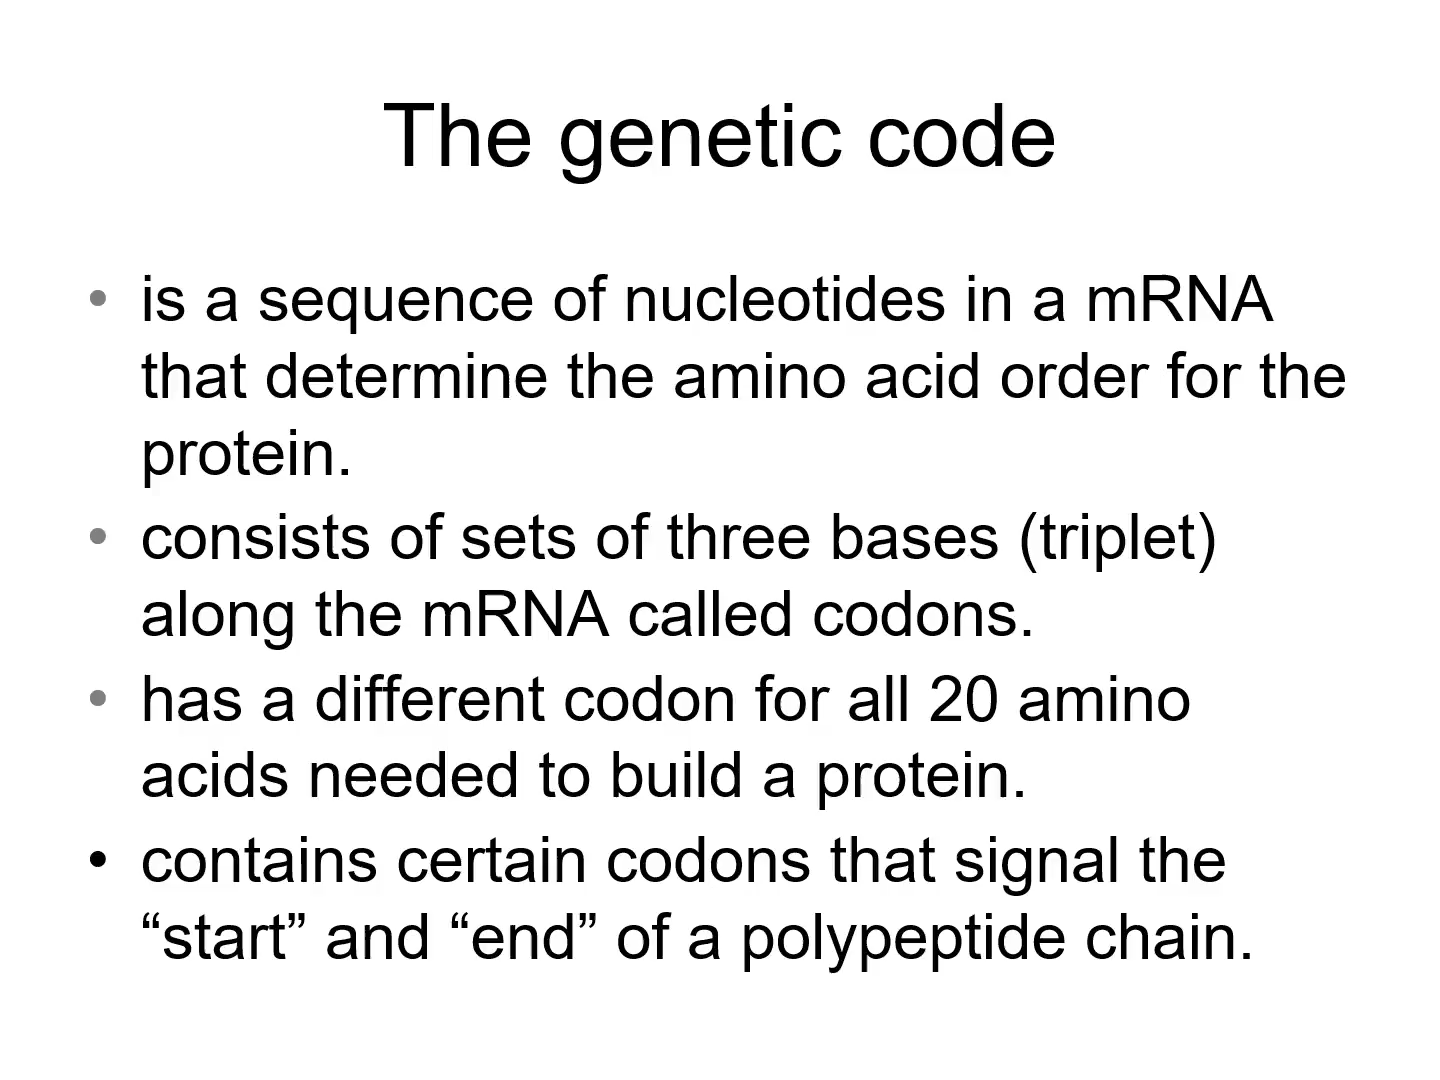 The genetic code
• is a sequence of nucleotides in a mRNA
that determine the amino acid order for the
protein.
• consists of sets of three bases (triplet)
along the mRNA called codons.
• has a different codon for all 20 amino
acids needed to build a protein.
• contains certain codons that signal the
“start” and “end” of a polypeptide chain.